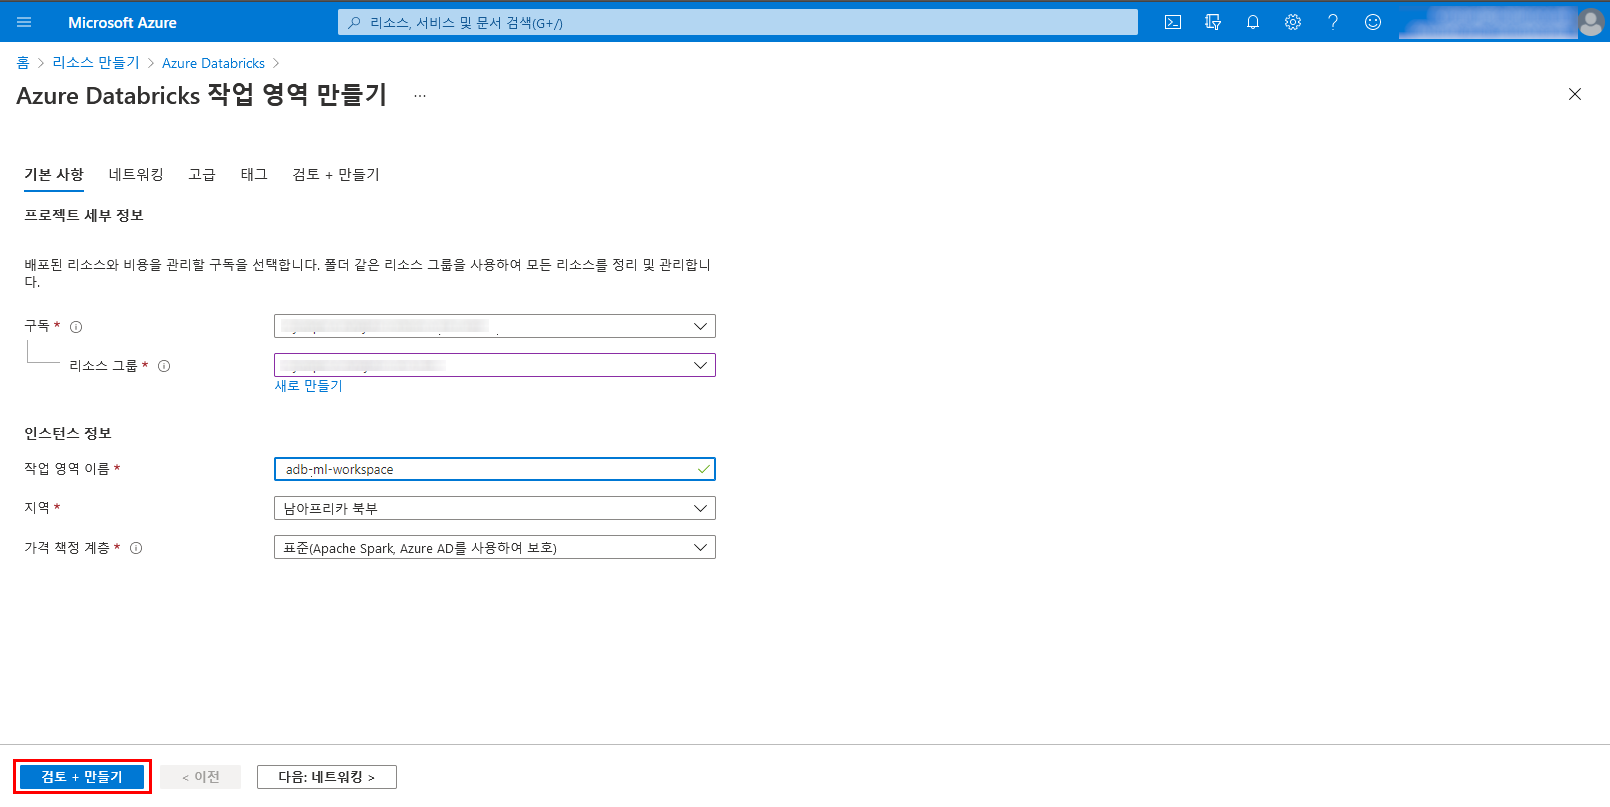 Microsoft Azure
리소스, 서비스 및 문서 검색(G+/)
홈 > 리소스 만들기 > Azure Databricks >
Azure Databricks 작업 영역 만들기 ...
기본 사항 네트워킹 고급 태그 검토 + 만들기
프로젝트 세부 정보
배포된 리소스와 비용을 관리할 구독을 선택합니다. 폴더 같은 리소스 그룹을 사용하여 모든 리소스를 정리 및 관리합니
다.
구독 *
리소스 그룹 *
새로 만들기
인스턴스 정보
작업 영역 이름 * adb-ml-workspace
지역 * 남아프리카 북부
가격 책정 계층 * 표준(Apache Spark, Azure AD를 사용하여 보호)
검토 + 만들기 < 이전 다음: 네트워킹 >